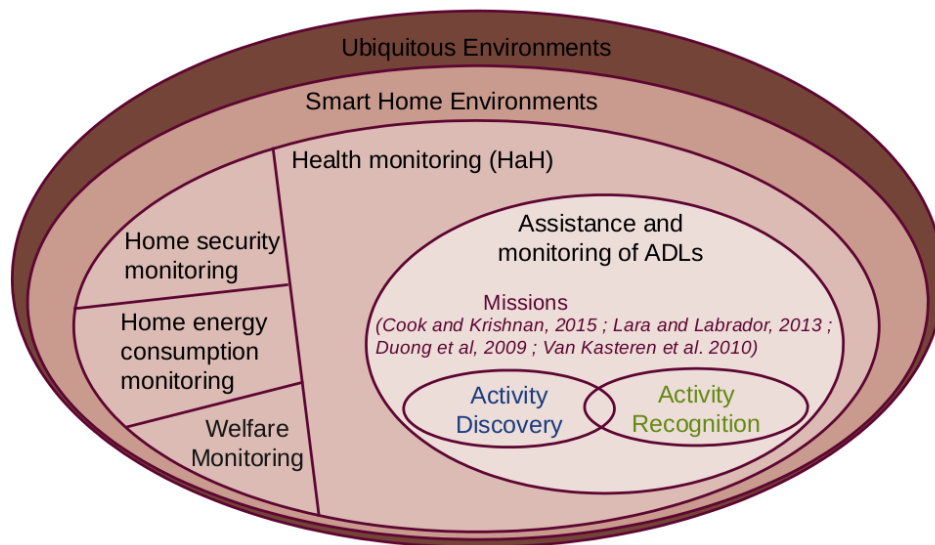 Ubiquitous Environments
Smart Home Environments
Health monitoring (HaH)
Home security
monitoring
Home energy
consumption
monitoring
Welfare
Monitoring
Assistance and
monitoring of ADLs
Missions
(Cook and Krishnan, 2015 ; Lara and Labrador, 2013 ;
Duong et al, 2009 ; Van Kasteren et al. 2010)
Activity
Discovery
Activity
Recognition